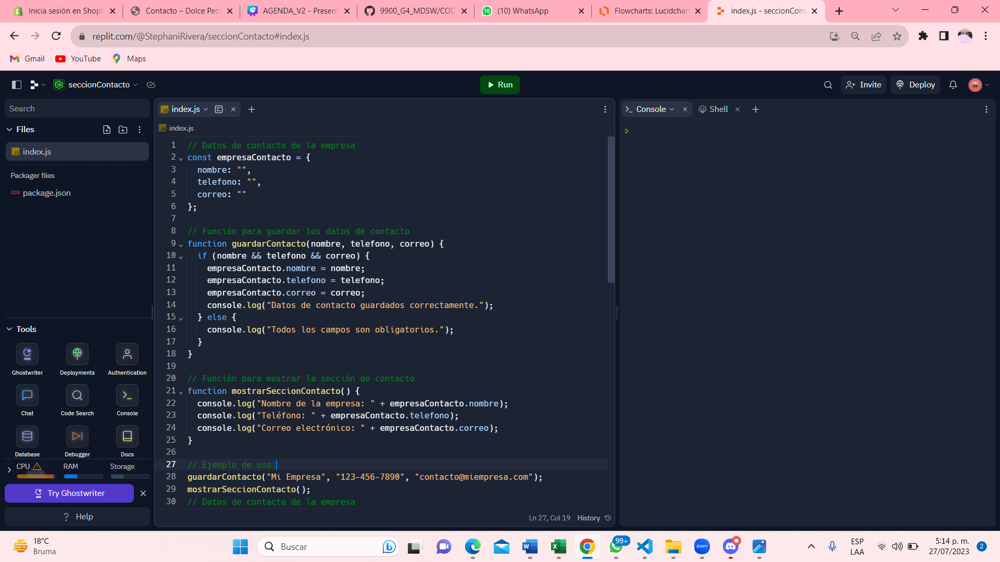 Inicia sesión en Shopi
Contacto – Dolce Pecc
AGENDA_V2 - Present
9900_G4_MDSW/COD
(10) WhatsApp
Flowcharts: Lucidchar
index.js - seccionCont
replit.com/@StephaniRivera/seccionContacto#index.js
Gmail
YouTube
Maps
seccionContacto
Run
Invite
Deploy
Search
Files
index.js
Packager files
package.json
Tools
Ghostwriter
Deployments
Authentication
Chat
Code Search
Console
Database
Debugger
Docs
CPU
RAM
Storage
Try Ghostwriter
Help
index.js
index.js
1 // Datos de contacto de la empresa
2 const empresaContacto = {
3 nombre: "",
4 telefono: "",
5 correo: ""
6 };
7
8 // Función para guardar los datos de contacto
9 function guardarContacto(nombre, telefono, correo) {
10 if (nombre && telefono && correo) {
11 empresaContacto.nombre = nombre;
12 empresaContacto.telefono = telefono;
13 empresaContacto.correo = correo;
14 console.log("Datos de contacto guardados correctamente.");
15 } else {
16 console.log("Todos los campos son obligatorios.");
17 }
18 }
19
20 // Función para mostrar la sección de contacto
21 function mostrarSeccionContacto() {
22 console.log("Nombre de la empresa: " + empresaContacto.nombre);
23 console.log("Teléfono: " + empresaContacto.telefono);
24 console.log("Correo electrónico: " + empresaContacto.correo);
25 }
26
27 // Ejemplo de uso:
28 guardarContacto("Mi Empresa", "123-456-7890", "contacto@miempresa.com");
29 mostrarSeccionContacto();
30 // Datos de contacto de la empresa
Ln 27, Col 19 History
Console
Shell
18°C
Bruma
Buscar
99+
zoom
ESP
LAA
5:14 p. m.
27/07/2023
2